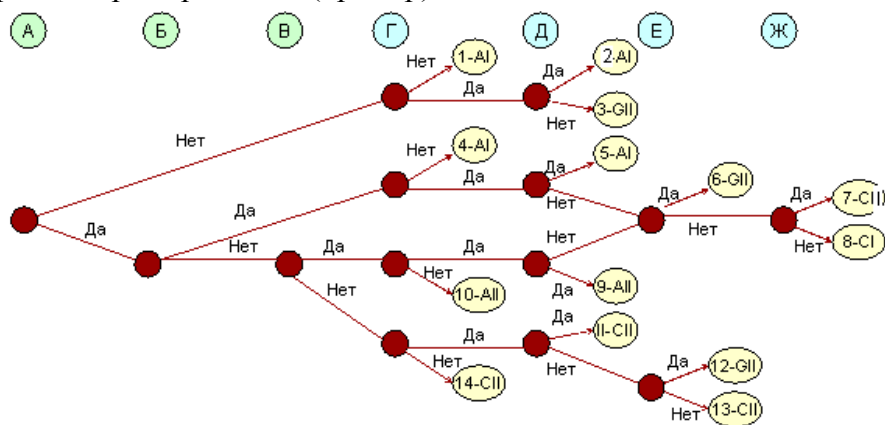 А Б В Г Д Е Ж
Нет 1-AI Да 2-AI
Да
Нет 3-GII
Нет
Нет 4-AI 5-AI
Да Да
Да 6-GII
Да Нет Да 7-CII)
Да Нет
Нет Да Да Нет Нет 8-CI
Нет 10-AII Да 9-AII
Нет
Да Да II-CII
Нет Нет Да 12-GII
14-CII
Нет 13-CII